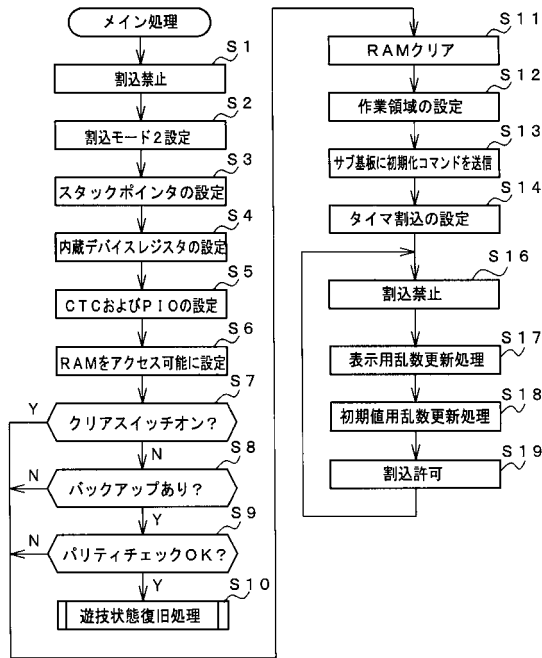 メイン処理
S1
割込禁止
S2
割込モード2設定
S3
スタックポインタの設定
S4
内蔵デバイスレジスタの設定
S5
CTCおよびPIOの設定
S6
RAMをアクセス可能に設定
S7
Y
クリアスイッチオン?
N
S8
N
バックアップあり?
Y
S9
N
パリティチェックOK?
Y
S10
遊技状態復旧処理
S11
RAMクリア
S12
作業領域の設定
S13
サブ基板に初期化コマンドを送信
S14
タイマ割込の設定
S16
割込禁止
S17
表示用乱数更新処理
S18
初期値用乱数更新処理
S19
割込許可